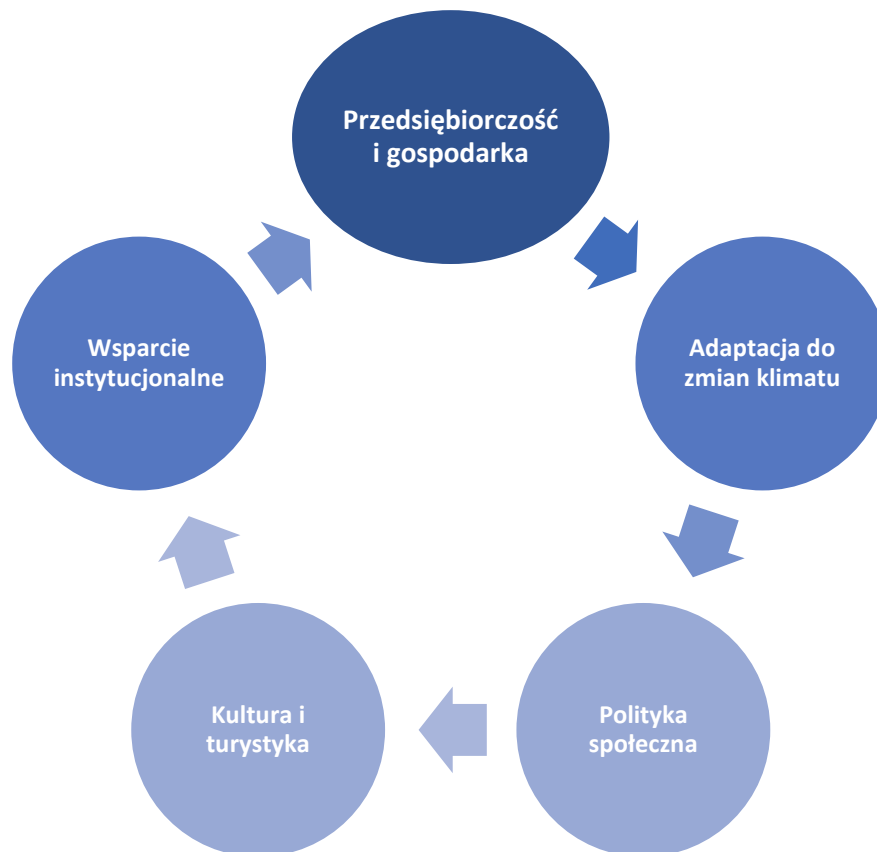 Przedsiębiorczość
i gospodarka
Adaptacja do
zmian klimatu
Polityka
społeczna
Kultura i
turystyka
Wsparcie
instytucjonalne